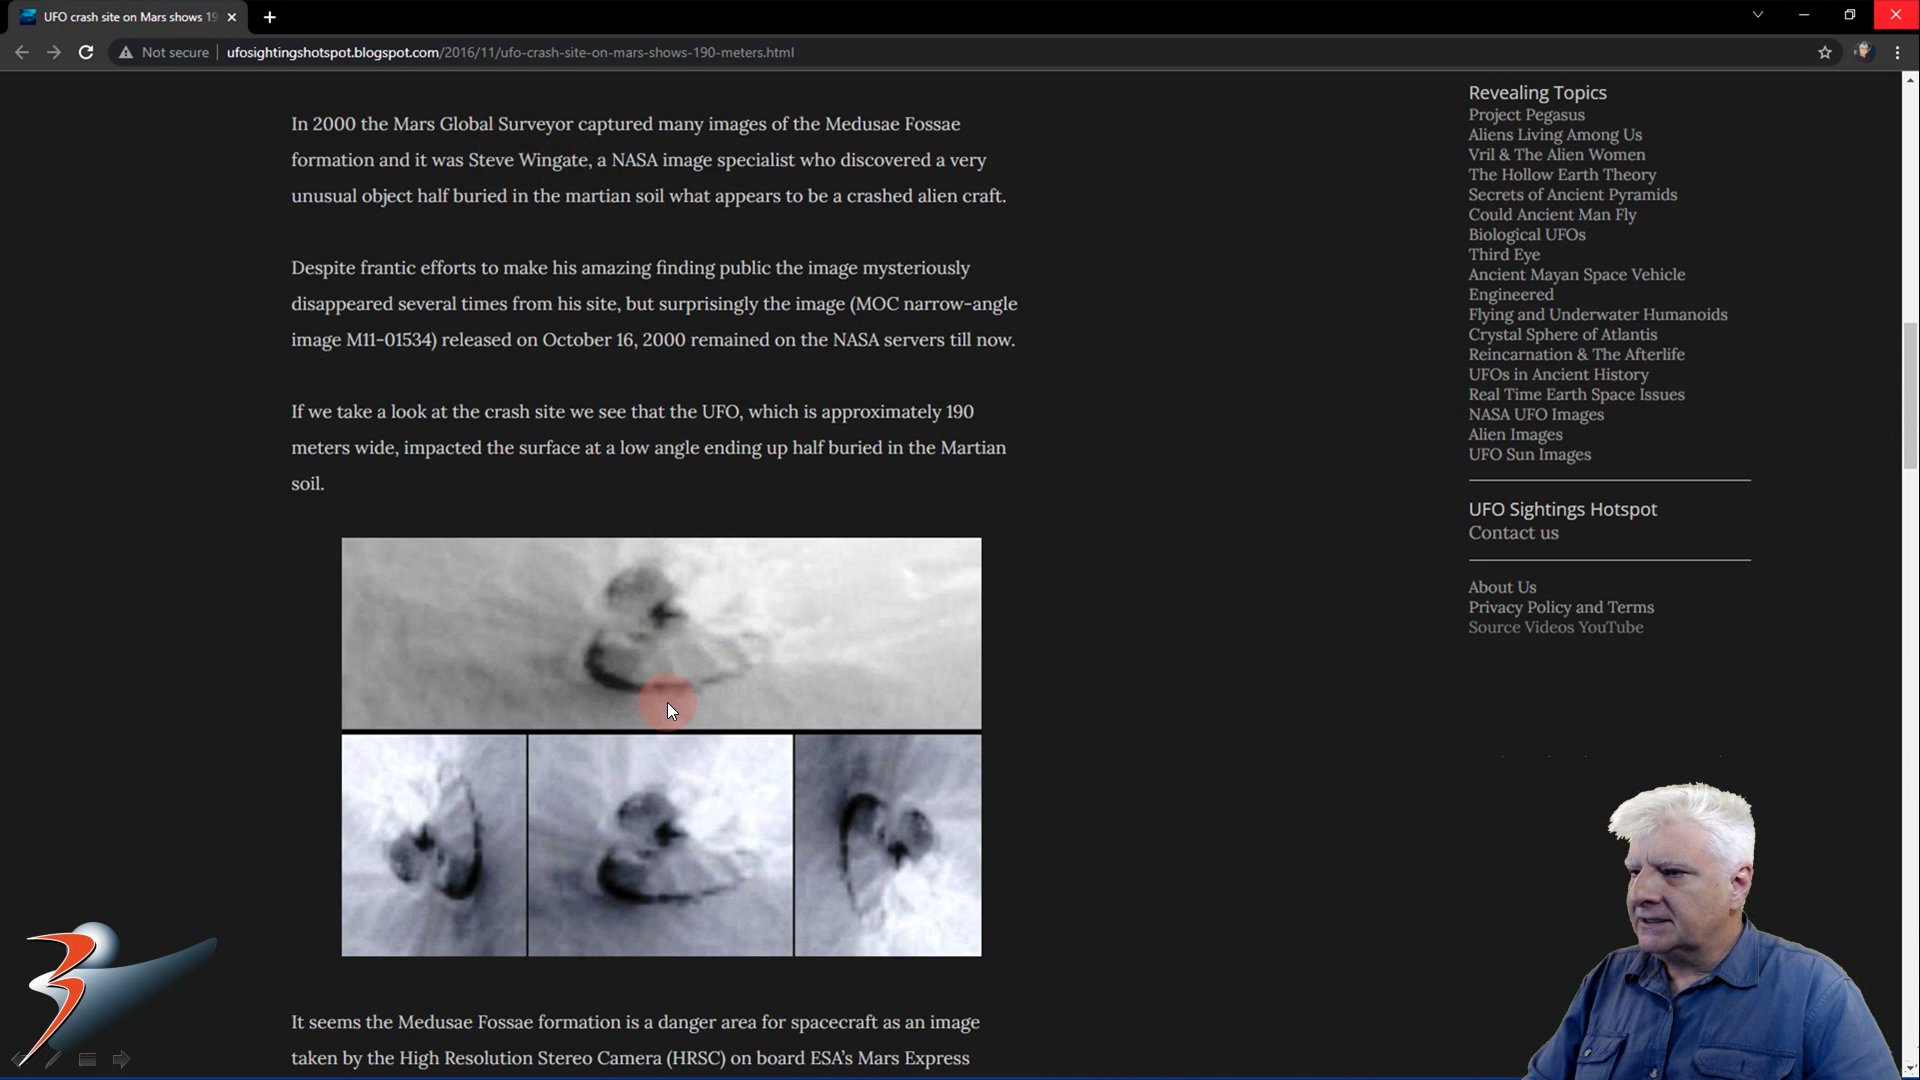 UFO crash site on Mars shows 19
Not secure
ufosightingshotspot.blogspot.com/2016/11/ufo-crash-site-on-mars-shows-190-meters.html
In 2000 the Mars Global Surveyor captured many images of the Medusae Fossae
formation and it was Steve Wingate, a NASA image specialist who discovered a very
unusual object half buried in the martian soil what appears to be a crashed alien craft.
Despite frantic efforts to make his amazing finding public the image mysteriously
disappeared several times from his site, but surprisingly the image (MOC narrow-angle
image M11-01534) released on October 16, 2000 remained on the NASA servers till now.
If we take a look at the crash site we see that the UFO, which is approximately 190
meters wide, impacted the surface at a low angle ending up half buried in the Martian
soil.
It seems the Medusae Fossae formation is a danger area for spacecraft as an image
taken by the High Resolution Stereo Camera (HRSC) on board ESA's Mars Express
Revealing Topics
Project Pegasus
Aliens Living Among Us
Vril & The Alien Women
The Hollow Earth Theory
Secrets of Ancient Pyramids
Could Ancient Man Fly
Biological UFOs
Third Eye
Ancient Mayan Space Vehicle
Engineered
Flying and Underwater Humanoids
Crystal Sphere of Atlantis
Reincarnation & The Afterlife
UFOs in Ancient History
Real Time Earth Space Issues
NASA UFO Images
Alien Images
UFO Sun Images
UFO Sightings Hotspot
Contact us
About Us
Privacy Policy and Terms
Source Videos YouTube